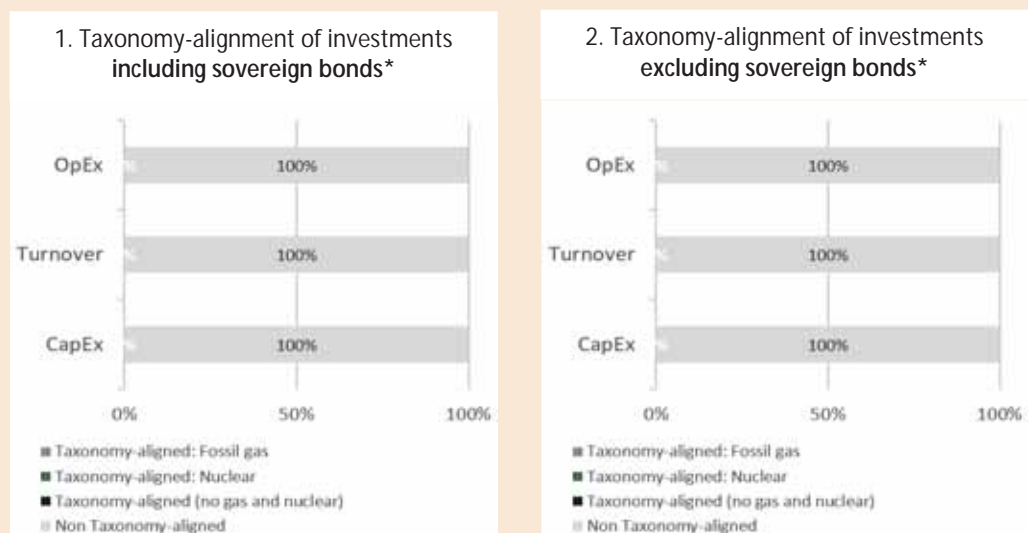 1. Taxonomy-alignment of investments
including sovereign bonds*
OpEx
100%
Turnover
100%
CapEx
100%
0% 50% 100%
Taxonomy-aligned: Fossil gas
Taxonomy-aligned: Nuclear
Taxonomy-aligned (no gas and nuclear)
Non Taxonomy-aligned
2. Taxonomy-alignment of investments
excluding sovereign bonds*
OpEx
100%
Turnover
100%
CapEx
100%
0% 50% 100%
Taxonomy-aligned: Fossil gas
Taxonomy-aligned: Nuclear
Taxonomy-aligned (no gas and nuclear)
Non Taxonomy-aligned